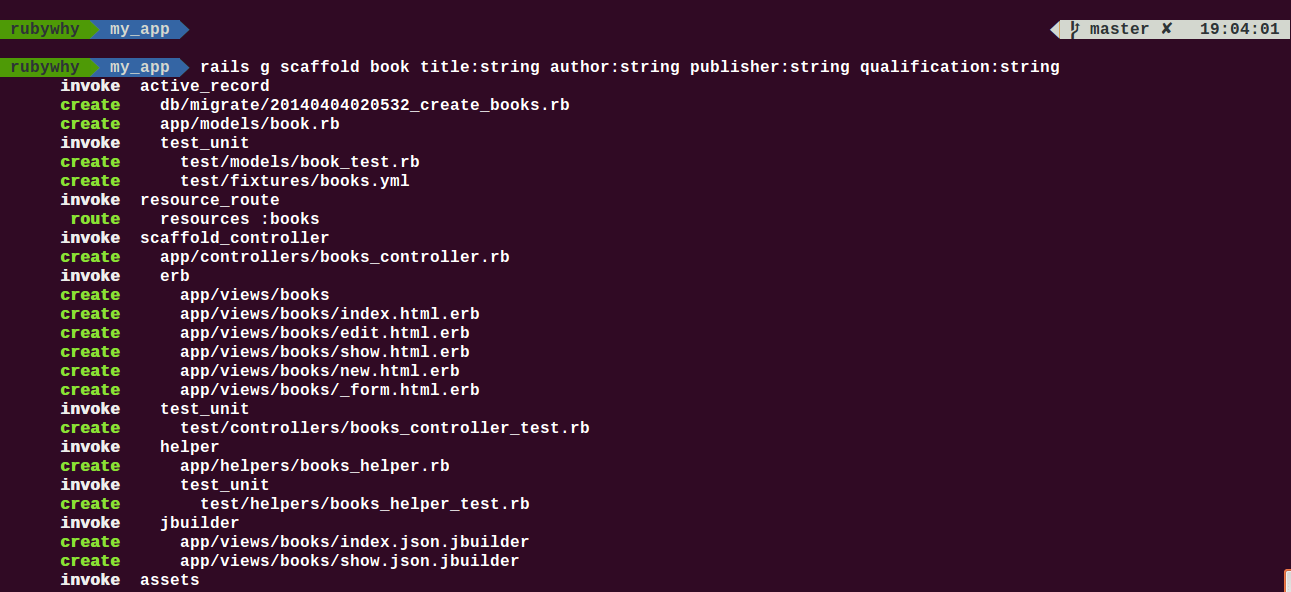 rubywhy my_app master ✘ 19:04:01
rubywhy my_app rails g scaffold book title:string author:string publisher:string qualification:string
invoke active_record
create db/migrate/20140404020532_create_books.rb
create app/models/book.rb
invoke test_unit
create test/models/book_test.rb
create test/fixtures/books.yml
invoke resource_route
route resources :books
invoke scaffold_controller
create app/controllers/books_controller.rb
invoke erb
create app/views/books
create app/views/books/index.html.erb
create app/views/books/edit.html.erb
create app/views/books/show.html.erb
create app/views/books/new.html.erb
create app/views/books/_form.html.erb
invoke test_unit
create test/controllers/books_controller_test.rb
invoke helper
create app/helpers/books_helper.rb
invoke test_unit
create test/helpers/books_helper_test.rb
invoke jbuilder
create app/views/books/index.json.jbuilder
create app/views/books/show.json.jbuilder
invoke assets